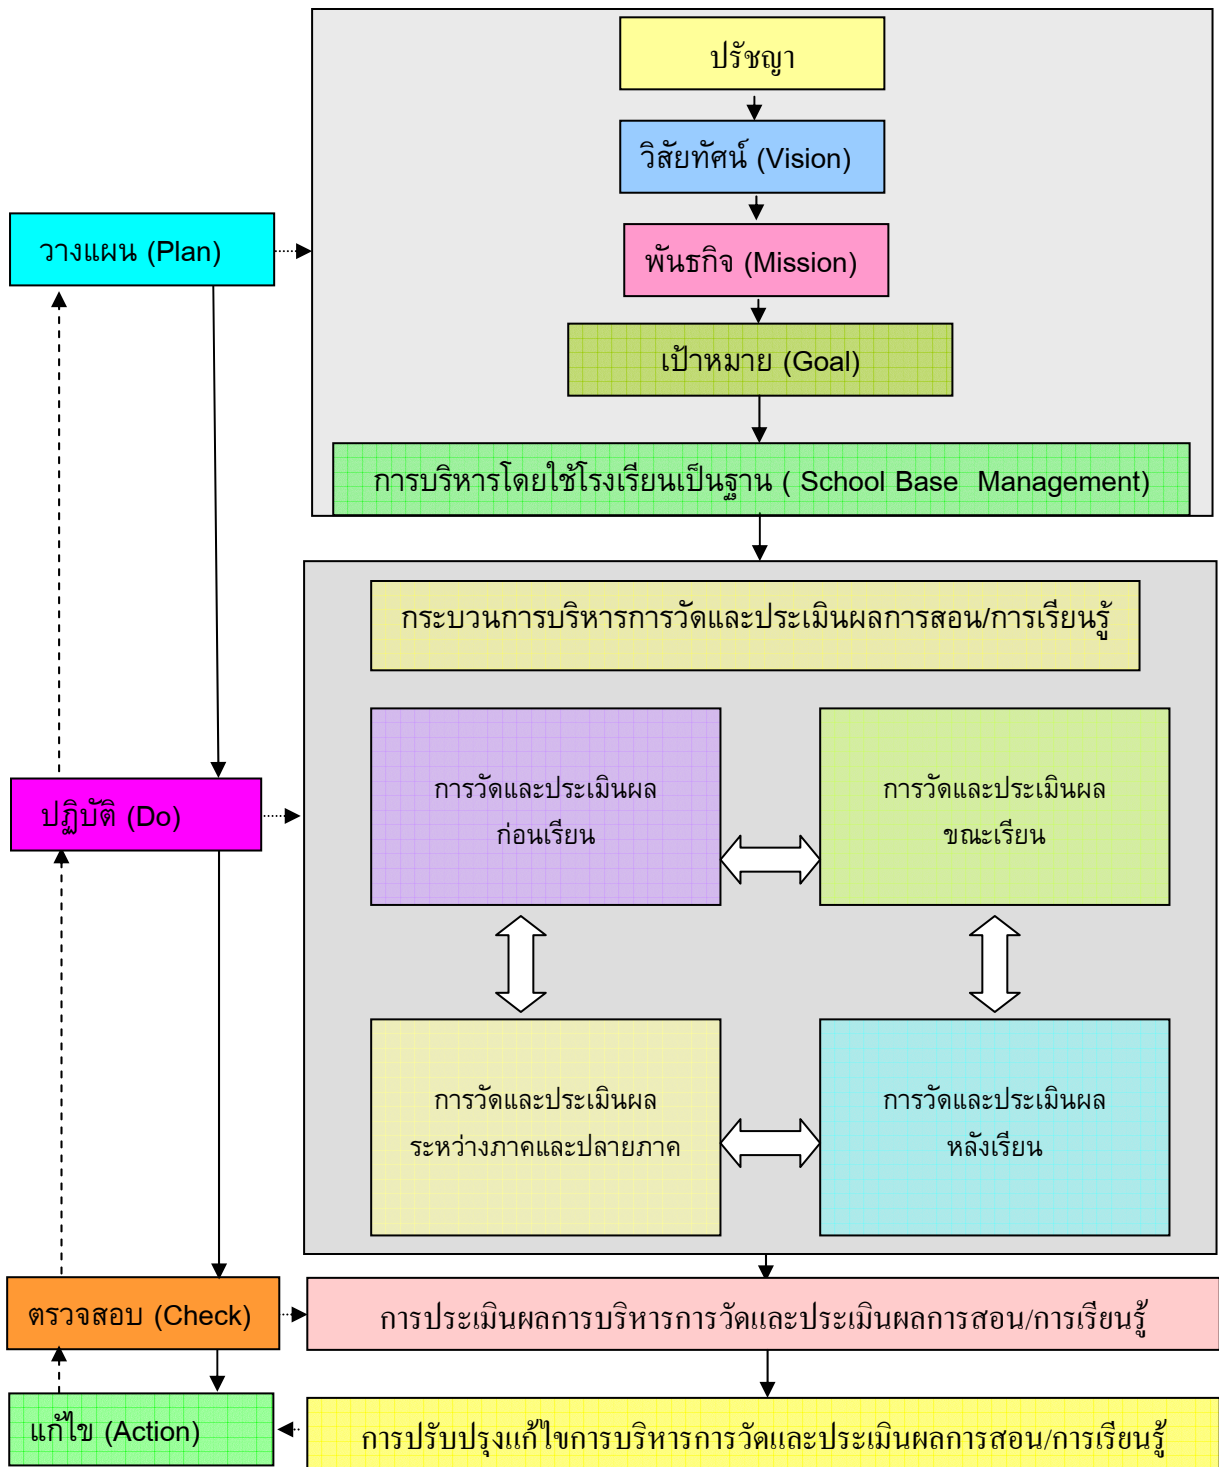 ปรัชญา
วิสัยทัศน์ (Vision)
วางแผน (Plan)
พันธกิจ (Mission)
เป้าหมาย (Goal)
การบริหารโดยใช้โรงเรียนเป็นฐาน ( School Base Management)
กระบวนการบริหารการวัดและประเมินผลการสอน/การเรียนรู้
ปฏิบัติ (Do)
การวัดและประเมินผล
ก่อนเรียน
การวัดและประเมินผล
ขณะเรียน
การวัดและประเมินผล
ระหว่างภาคและปลายภาค
การวัดและประเมินผล
หลังเรียน
ตรวจสอบ (Check)
การประเมินผลการบริหารการวัดและประเมินผลการสอน/การเรียนรู้
แก้ไข (Action)
การปรับปรุงแก้ไขการบริหารการวัดและประเมินผลการสอน/การเรียนรู้